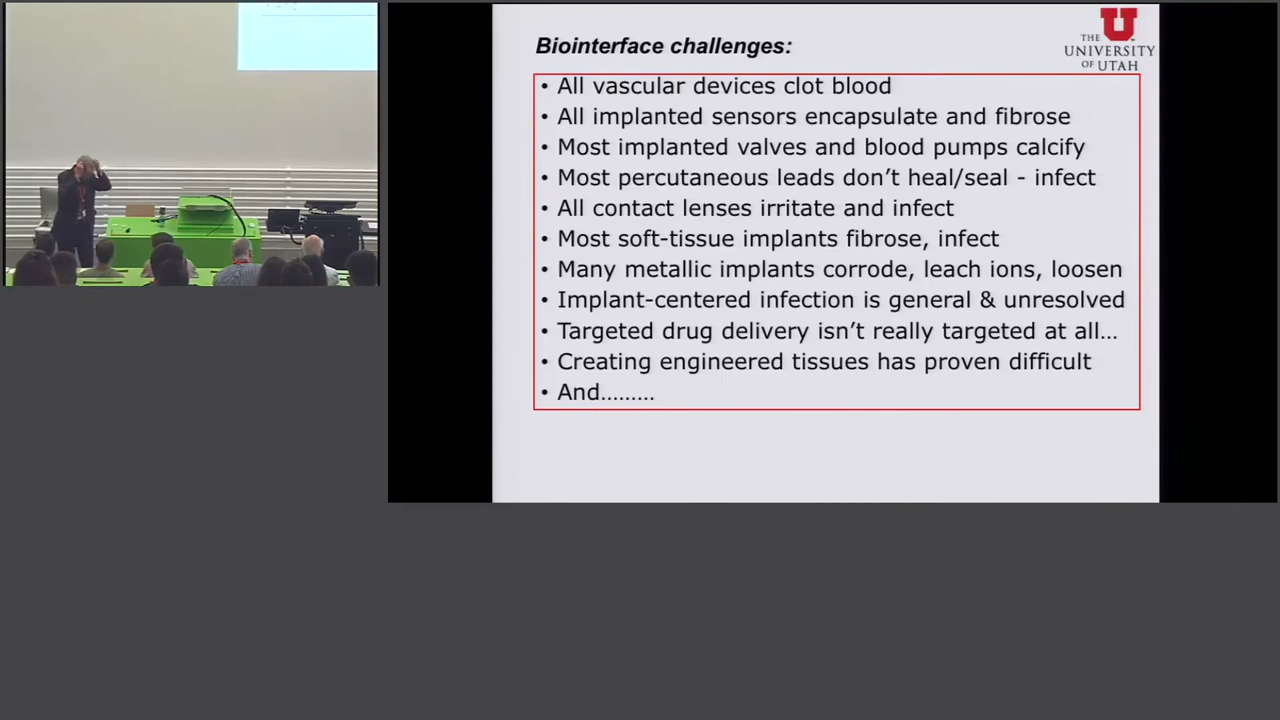 Biointerface challenges:
THE
UNIVERSITY
OF UTAH
• All vascular devices clot blood
• All implanted sensors encapsulate and fibrose
• Most implanted valves and blood pumps calcify
• Most percutaneous leads don’t heal/seal - infect
• All contact lenses irritate and infect
• Most soft-tissue implants fibrose, infect
• Many metallic implants corrode, leach ions, loosen
• Implant-centered infection is general & unresolved
• Targeted drug delivery isn’t really targeted at all…
• Creating engineered tissues has proven difficult
• And………